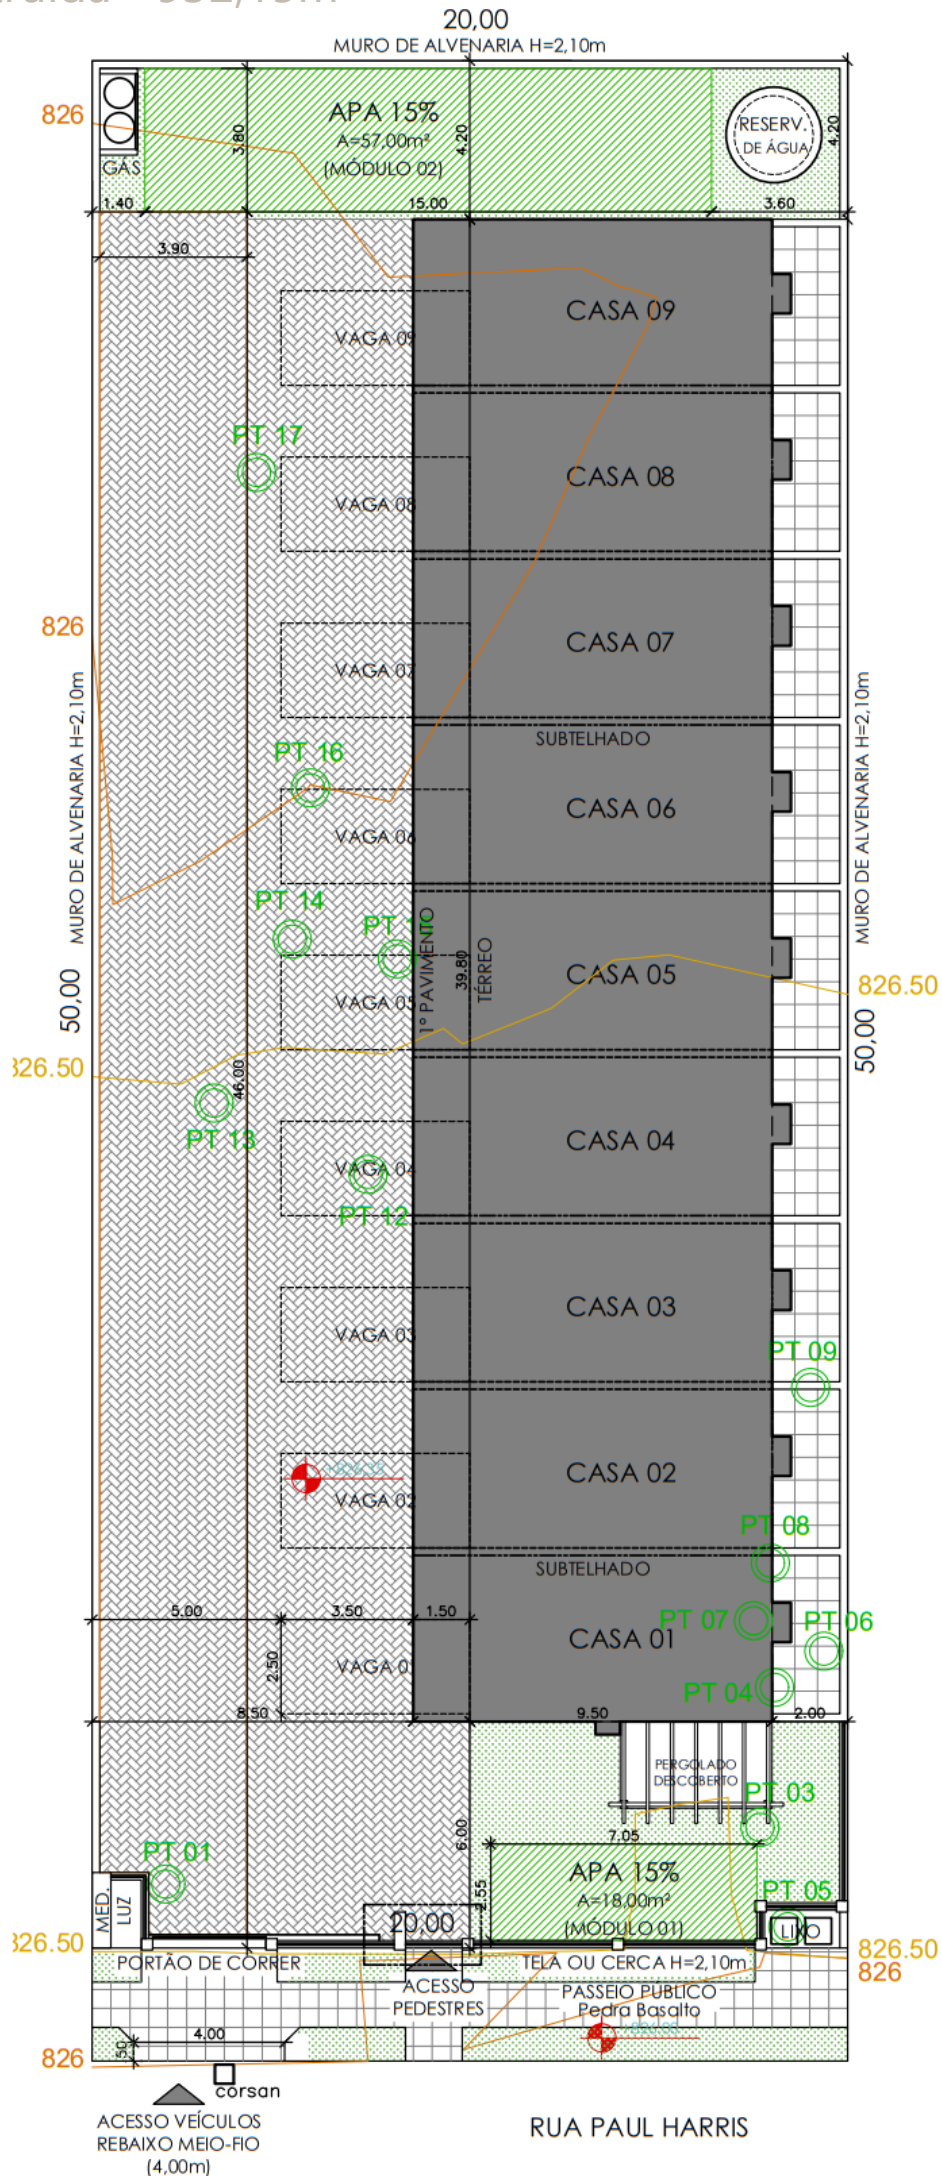 20,00
MURO DE ALVENARIA H=2,10m
826
APA 15%
A=57,00m²
(MÓDULO 02)
3.80
4.20
RESERV.
DE ÁGUA
4.20
GÁS
1.40
15.00
3.60
3.90
CASA 09
VAGA 09
PT 17
CASA 08
VAGA 08
826
CASA 07
VAGA 07
MURO DE ALVENARIA H=2,10m
50,00
MURO DE ALVENARIA H=2,10m
50,00
SUBTELHADO
PT 16
CASA 06
VAGA 06
PT 14
1º PAVIMENTO
39.80
TÉRREO
CASA 05
VAGA 05
826.50
826.50
46.00
PT 13
CASA 04
VAGA 04
PT 12
CASA 03
VAGA 03
PT 09
CASA 02
VAGA 02
PT 08
SUBTELHADO
5.00
3.50
1.50
PT 07
PT 06
CASA 01
2.50
VAGA 0
PT 04
8.50
9.50
2.00
PERGOLADO
DESCOBERTO
PT 03
6.00
7.05
PT 01
APA 15%
A=18,00m²
(MÓDULO 01)
2.55
PT 05
MED.
LUZ
20,00
LIXO
826.50
826.50
PORTÃO DE CORRER
TELA OU CERCA H=2,10m
826
ACESSO
PEDESTRES
PASSEIO PÚBLICO
Pedra Basalto
4.00
.50
826
corsan
ACESSO VEÍCULOS
REBAIXO MEIO-FIO
(4,00m)
RUA PAUL HARRIS